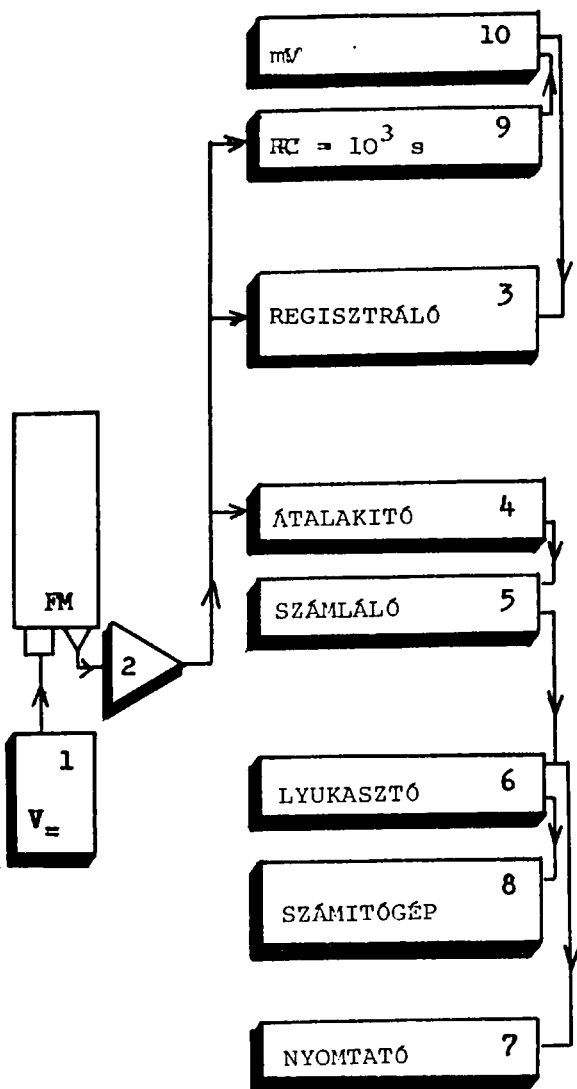 10
mV
9
RC = 10³ s
3
REGISZTRÁLÓ
4
ÁTALAKITÓ
5
SZÁMLÁLÓ
FM
2
1
V=
6
LYUKASZTÓ
8
SZÁMITÓGÉP
7
NYOMTATÓ